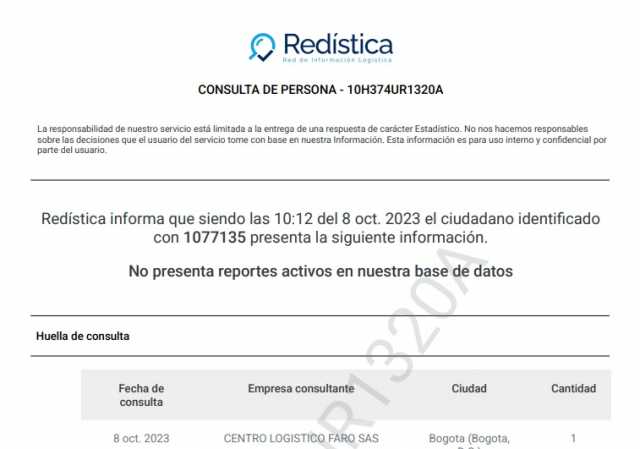 Redística
Red de Información Logística
CONSULTA DE PERSONA - 10H374UR1320A
La responsabilidad de nuestro servicio está limitada a la entrega de una respuesta de carácter Estadístico. No nos hacemos responsables
sobre las decisiones que el usuario del servicio tome con base en nuestra Información. Esta información es para uso interno y confidencial por
parte del usuario.
Redística informa que siendo las 10:12 del 8 oct. 2023 el ciudadano identificado
con 1077135 presenta la siguiente información.
No presenta reportes activos en nuestra base de datos
Huella de consulta
Fecha de consulta Empresa consultante Ciudad Cantidad
8 oct. 2023 CENTRO LOGISTICO FARO SAS Bogota (Bogota, 1
UR1320A